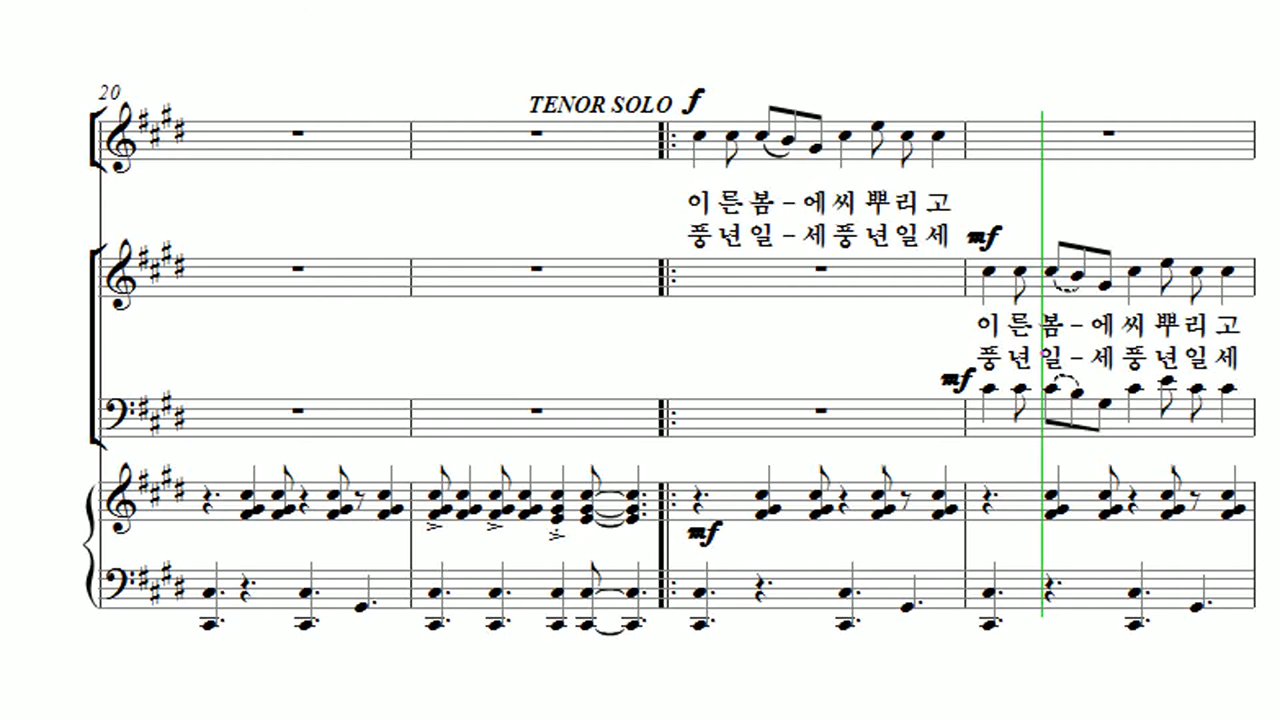 20
TENOR SOLO f
이 른 봄 - 에 씨 뿌 리 고
풍 년 일 - 세 풍 년 일 세
mf
이 른 봄 - 에 씨 뿌 리 고
풍 년 일 - 세 풍 년 일 세
mf
mf